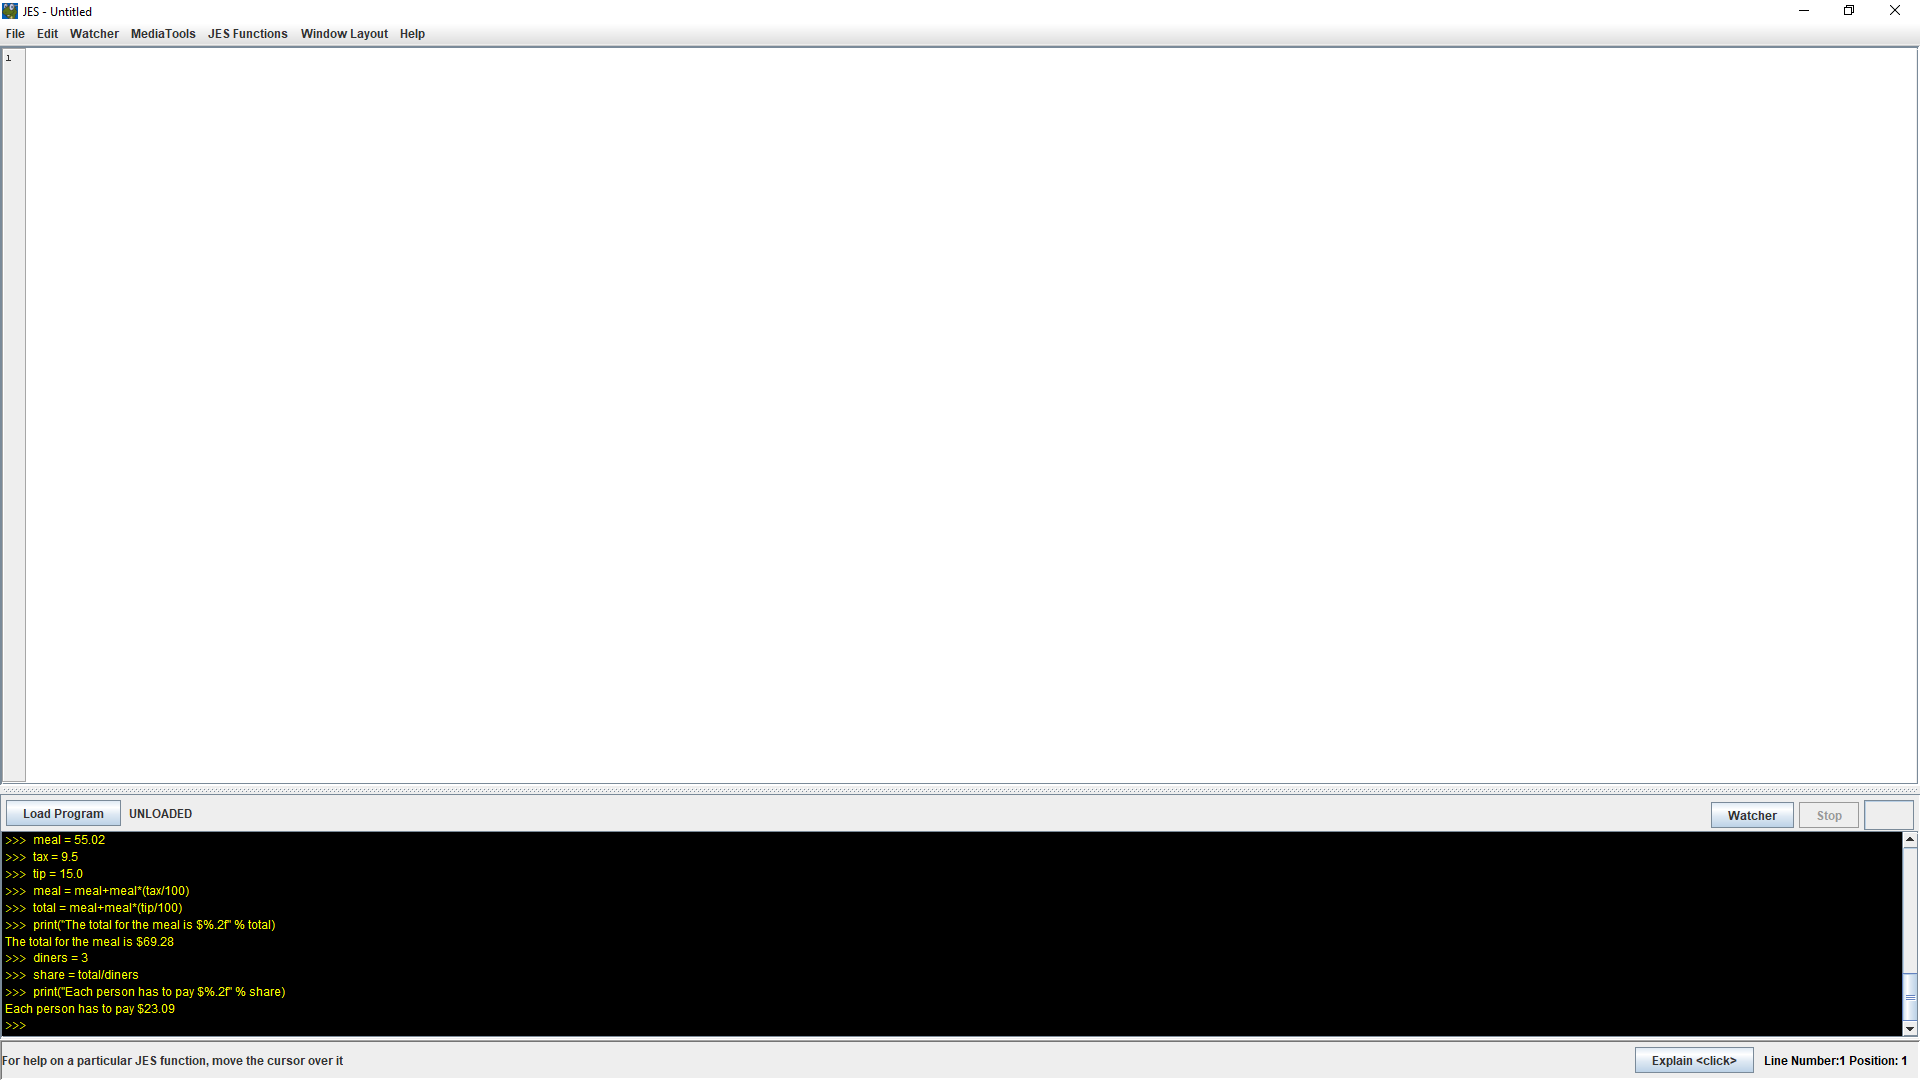 JES - Untitled
File Edit Watcher MediaTools JES Functions Window Layout Help
1
Load Program UNLOADED Watcher Stop
>>> meal = 55.02
>>> tax = 9.5
>>> tip = 15.0
>>> meal = meal+meal*(tax/100)
>>> total = meal+meal*(tip/100)
>>> print("The total for the meal is $%.2f" % total)
The total for the meal is $69.28
>>> diners = 3
>>> share = total/diners
>>> print("Each person has to pay $%.2f" % share)
Each person has to pay $23.09
>>>
For help on a particular JES function, move the cursor over it Explain <click> Line Number:1 Position: 1